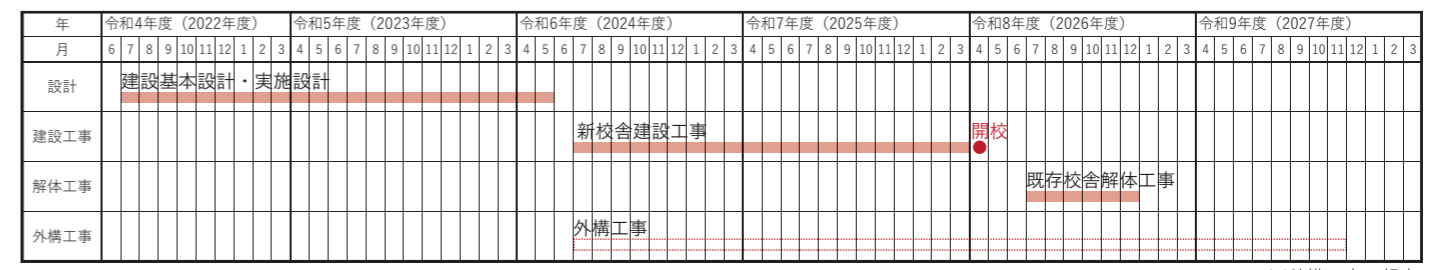 年 令和4年度（2022年度） 令和5年度（2023年度） 令和6年度（2024年度） 令和7年度（2025年度） 令和8年度（2026年度） 令和9年度（2027年度）
月 6 7 8 9 10 11 12 1 2 3 4 5 6 7 8 9 10 11 12 1 2 3 4 5 6 7 8 9 10 11 12 1 2 3 4 5 6 7 8 9 10 11 12 1 2 3 4 5 6 7 8 9 10 11 12 1 2 3 4 5 6 7 8 9 10 11 12 1 2 3
設計 建設基本設計・実施設計
建設工事 新校舎建設工事 開校
解体工事 既存校舎解体工事
外構工事 外構工事